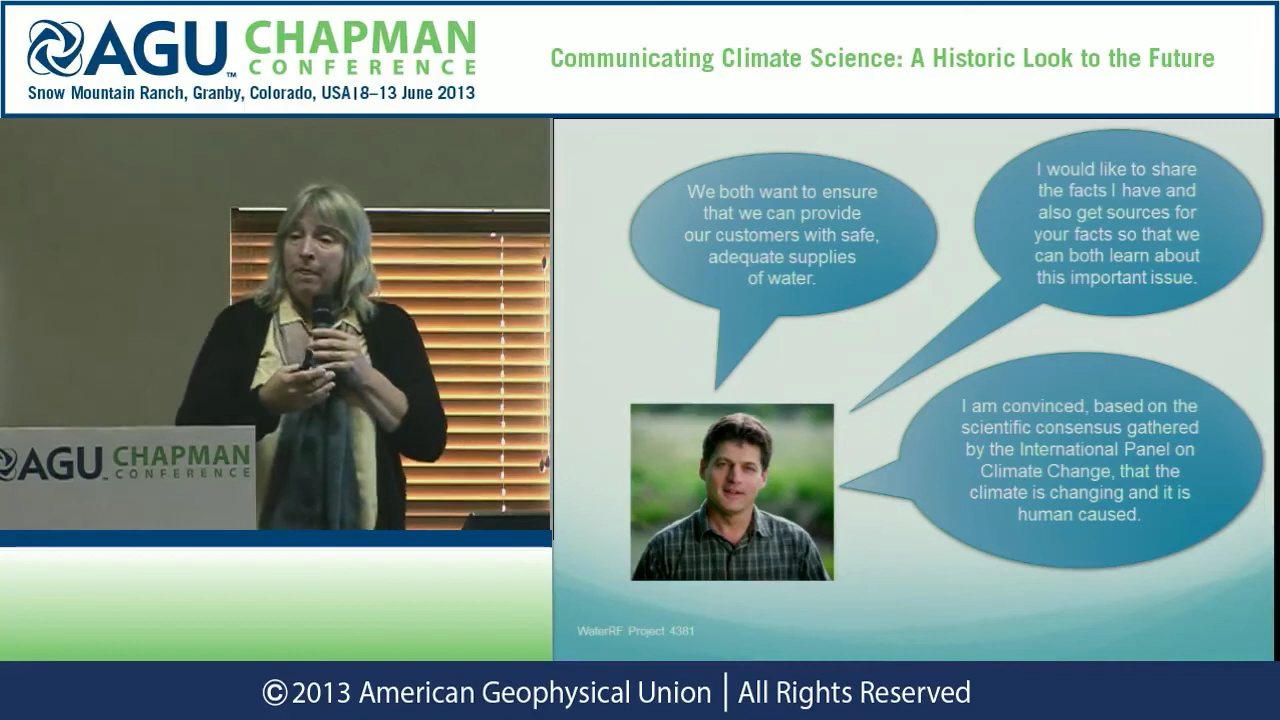 AGU CHAPMAN
™ CONFERENCE
Snow Mountain Ranch, Granby, Colorado, USA|8–13 June 2013
Communicating Climate Science: A Historic Look to the Future
We both want to ensure
that we can provide
our customers with safe,
adequate supplies
of water.
I would like to share
the facts I have and
also get sources for
your facts so that we
can both learn about
this important issue.
I am convinced, based on the
scientific consensus gathered
by the International Panel on
Climate Change, that the
climate is changing and it is
human caused.
AGU CHAPMAN
CONFERENCE
WaterRF Project 4381
©2013 American Geophysical Union | All Rights Reserved